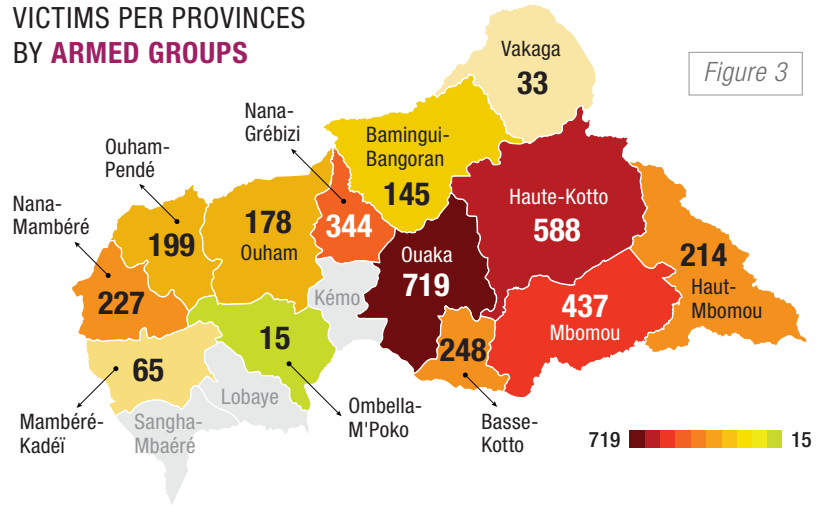 VICTIMS PER PROVINCES
BY ARMED GROUPS
Figure 3
Vakaga
33
Nana-
Grébizi
Bamingui-
Bangoran
145
Ouham-
Pendé
Nana-
Mambéré
199
178
Ouham
344
Haute-Kotto
588
Ouaka
719
214
Haut-
Mbomou
227
Kémo
437
Mbomou
15
248
65
Lobaye
Mambéré-
Kadéï
Sangha-
Mbaéré
Ombella-
M'Poko
Basse-
Kotto
719
15